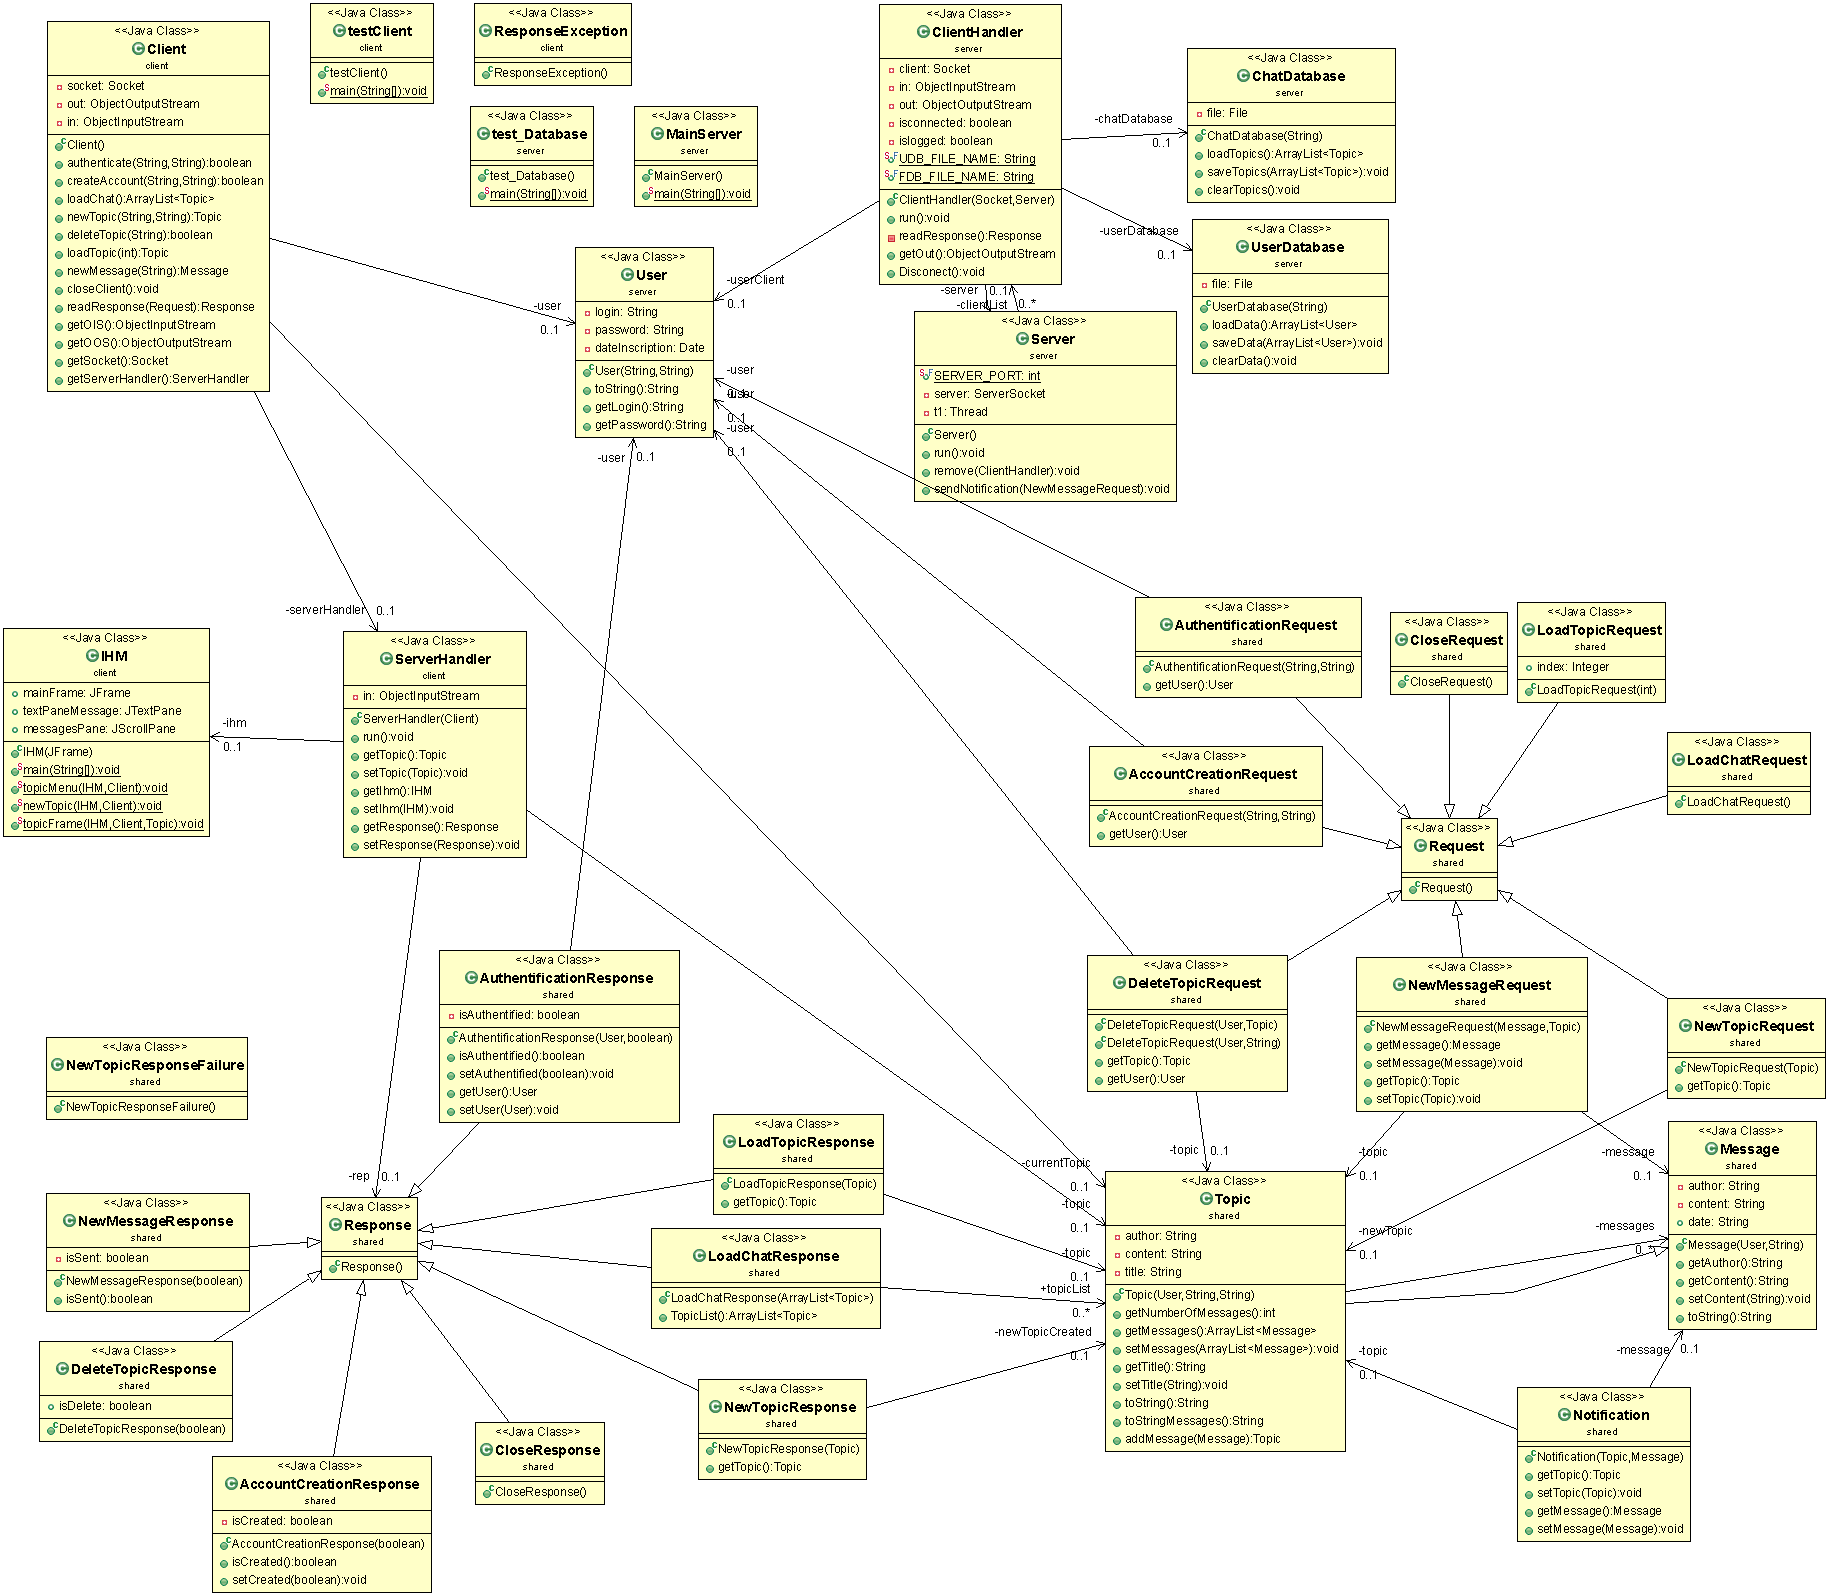 <<Java Class>>
Client
client
socket: Socket
out: ObjectOutputStream
in: ObjectInputStream
Client()
authenticate(String,String):boolean
createAccount(String,String):boolean
loadChat():ArrayList<Topic>
newTopic(String,String):Topic
deleteTopic(String):boolean
loadTopic(int):Topic
newMessage(String):Message
closeClient():void
readResponse(Request):Response
getOIS():ObjectInputStream
getOOS():ObjectOutputStream
getSocket():Socket
getServerHandler():ServerHandler
<<Java Class>>
testClient
client
testClient()
main(String[]):void
<<Java Class>>
ResponseException
client
ResponseException()
<<Java Class>>
test_Database
server
test_Database()
main(String[]):void
<<Java Class>>
MainServer
server
MainServer()
main(String[]):void
<<Java Class>>
ClientHandler
server
client: Socket
in: ObjectInputStream
out: ObjectOutputStream
isconnected: boolean
islogged: boolean
UDB_FILE_NAME: String
FDB_FILE_NAME: String
ClientHandler(Socket,Server)
run():void
readResponse():Response
getOut():ObjectOutputStream
Disconect():void
-chatDatabase
0..1
<<Java Class>>
ChatDatabase
server
file: File
ChatDatabase(String)
loadTopics():ArrayList<Topic>
saveTopics(ArrayList<Topic>):void
clearTopics():void
-userDatabase
0..1
<<Java Class>>
UserDatabase
server
file: File
UserDatabase(String)
loadData():ArrayList<User>
saveData(ArrayList<User>):void
clearData():void
-server
0..1
-clientList
0..*
<<Java Class>>
Server
server
SERVER_PORT: int
server: ServerSocket
t1: Thread
Server()
run():void
remove(ClientHandler):void
sendNotification(NewMessageRequest):void
<<Java Class>>
User
server
login: String
password: String
dateInscription: Date
User(String,String)
toString():String
getLogin():String
getPassword():String
-user
0..1
-userClient
0..1
-user
0..1
-user
0..1
-user
0..1
-user
0..1
-serverHandler
0..1
<<Java Class>>
IHM
client
mainFrame: JFrame
textPaneMessage: JTextPane
messagesPane: JScrollPane
IHM(JFrame)
main(String[]):void
topicMenu(IHM,Client):void
newTopic(IHM,Client):void
topicFrame(IHM,Client,Topic):void
-ihm
0..1
<<Java Class>>
ServerHandler
client
in: ObjectInputStream
ServerHandler(Client)
run():void
getTopic():Topic
setTopic(Topic):void
getIhm():IHM
setIhm(IHM):void
getResponse():Response
setResponse(Response):void
<<Java Class>>
AuthentificationRequest
shared
AuthentificationRequest(String,String)
getUser():User
<<Java Class>>
CloseRequest
shared
CloseRequest()
<<Java Class>>
LoadTopicRequest
shared
index: Integer
LoadTopicRequest(int)
<<Java Class>>
AccountCreationRequest
shared
AccountCreationRequest(String,String)
getUser():User
<<Java Class>>
LoadChatRequest
shared
LoadChatRequest()
<<Java Class>>
Request
shared
Request()
<<Java Class>>
DeleteTopicRequest
shared
DeleteTopicRequest(User,Topic)
DeleteTopicRequest(User,String)
getTopic():Topic
getUser():User
<<Java Class>>
NewMessageRequest
shared
NewMessageRequest(Message,Topic)
getMessage():Message
setMessage(Message):void
getTopic():Topic
setTopic(Topic):void
<<Java Class>>
NewTopicRequest
shared
NewTopicRequest(Topic)
getTopic():Topic
<<Java Class>>
AuthentificationResponse
shared
isAuthentified: boolean
AuthentificationResponse(User,boolean)
isAuthentified():boolean
setAuthentified(boolean):void
getUser():User
setUser(User):void
<<Java Class>>
NewTopicResponseFailure
shared
NewTopicResponseFailure()
<<Java Class>>
LoadTopicResponse
shared
LoadTopicResponse(Topic)
getTopic():Topic
-rep
0..1
<<Java Class>>
Response
shared
Response()
<<Java Class>>
NewMessageResponse
shared
isSent: boolean
NewMessageResponse(boolean)
isSent():boolean
<<Java Class>>
LoadChatResponse
shared
LoadChatResponse(ArrayList<Topic>)
TopicList():ArrayList<Topic>
<<Java Class>>
DeleteTopicResponse
shared
isDelete: boolean
DeleteTopicResponse(boolean)
<<Java Class>>
AccountCreationResponse
shared
isCreated: boolean
AccountCreationResponse(boolean)
isCreated():boolean
setCreated(boolean):void
<<Java Class>>
CloseResponse
shared
CloseResponse()
<<Java Class>>
NewTopicResponse
shared
NewTopicResponse(Topic)
getTopic():Topic
-currentTopic
0..1
-topic
0..1
-topic
0..1
+topicList
0..*
-newTopicCreated
0..1
-topic
0..1
-topic
0..1
-newTopic
0..1
-topic
0..1
<<Java Class>>
Topic
shared
author: String
content: String
title: String
Topic(User,String,String)
getNumberOfMessages():int
getMessages():ArrayList<Message>
setMessages(ArrayList<Message>):void
getTitle():String
setTitle(String):void
toString():String
toStringMessages():String
addMessage(Message):Topic
-message
0..1
-messages
0..*
<<Java Class>>
Message
shared
author: String
content: String
date: String
Message(User,String)
getAuthor():String
getContent():String
setContent(String):void
toString():String
-message
0..1
<<Java Class>>
Notification
shared
Notification(Topic,Message)
getTopic():Topic
setTopic(Topic):void
getMessage():Message
setMessage(Message):void